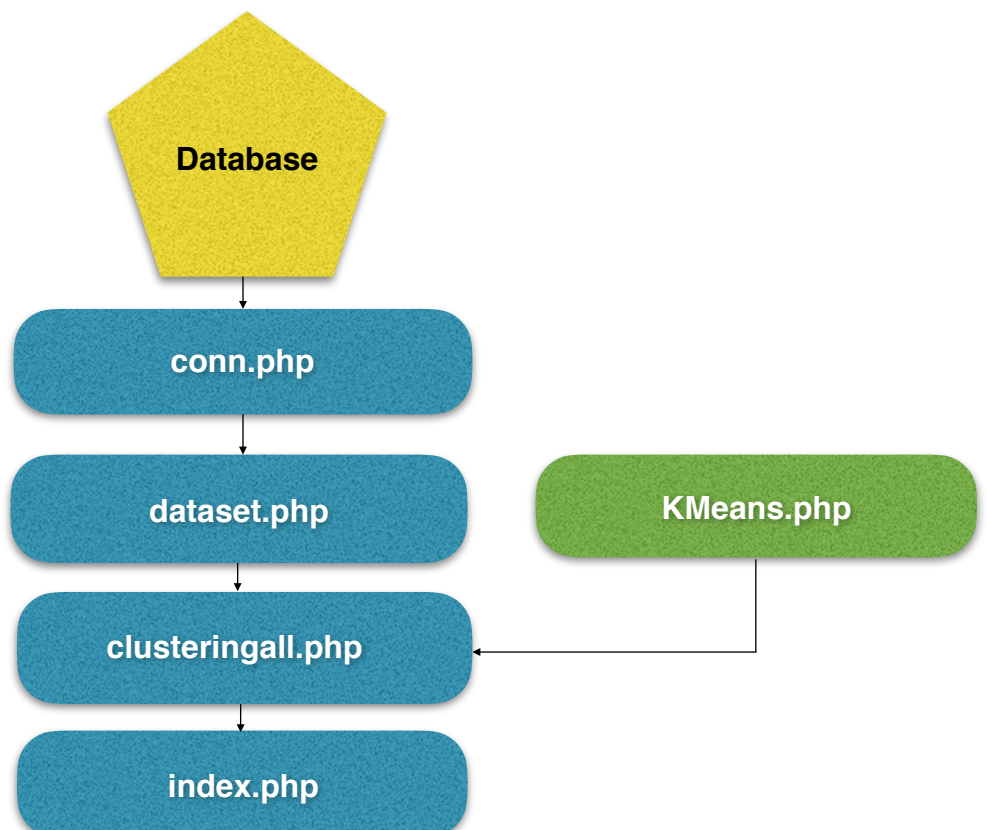 Database
conn.php
dataset.php
KMeans.php
clusteringall.php
index.php